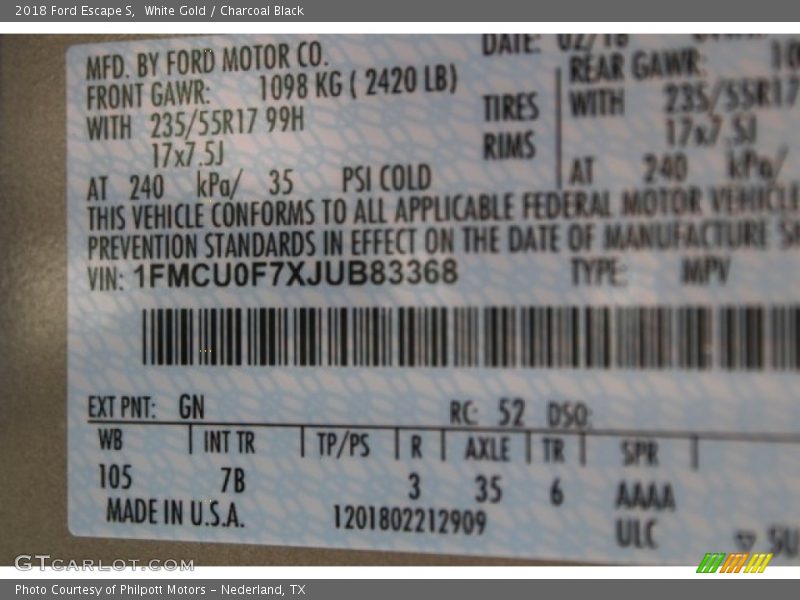 2018 Ford Escape S, White Gold / Charcoal Black
MFD. BY FORD MOTOR CO.
DATE: 02/18
FRONT GAWR: 1098 KG ( 2420 LB)
REAR GAWR:
WITH 235/55R17 99H
TIRES
WITH 235/55R17
17x7.5J
RIMS
17x7.5J
AT 240 kPa/ 35 PSI COLD
AT 240 kPa/
THIS VEHICLE CONFORMS TO ALL APPLICABLE FEDERAL MOTOR VEHICLE
PREVENTION STANDARDS IN EFFECT ON THE DATE OF MANUFACTURE
VIN: 1FMCU0F7XJUB83368
TYPE: MPV
EXT PNT: GN
RC: 52 DSO:
WB INT TR TP/PS R AXLE TR SPR
105 7B 3 35 6 AAAA
MADE IN U.S.A.
1201802212909
ULC
GTCARLOT.COM
Photo Courtesy of Philpott Motors - Nederland, TX